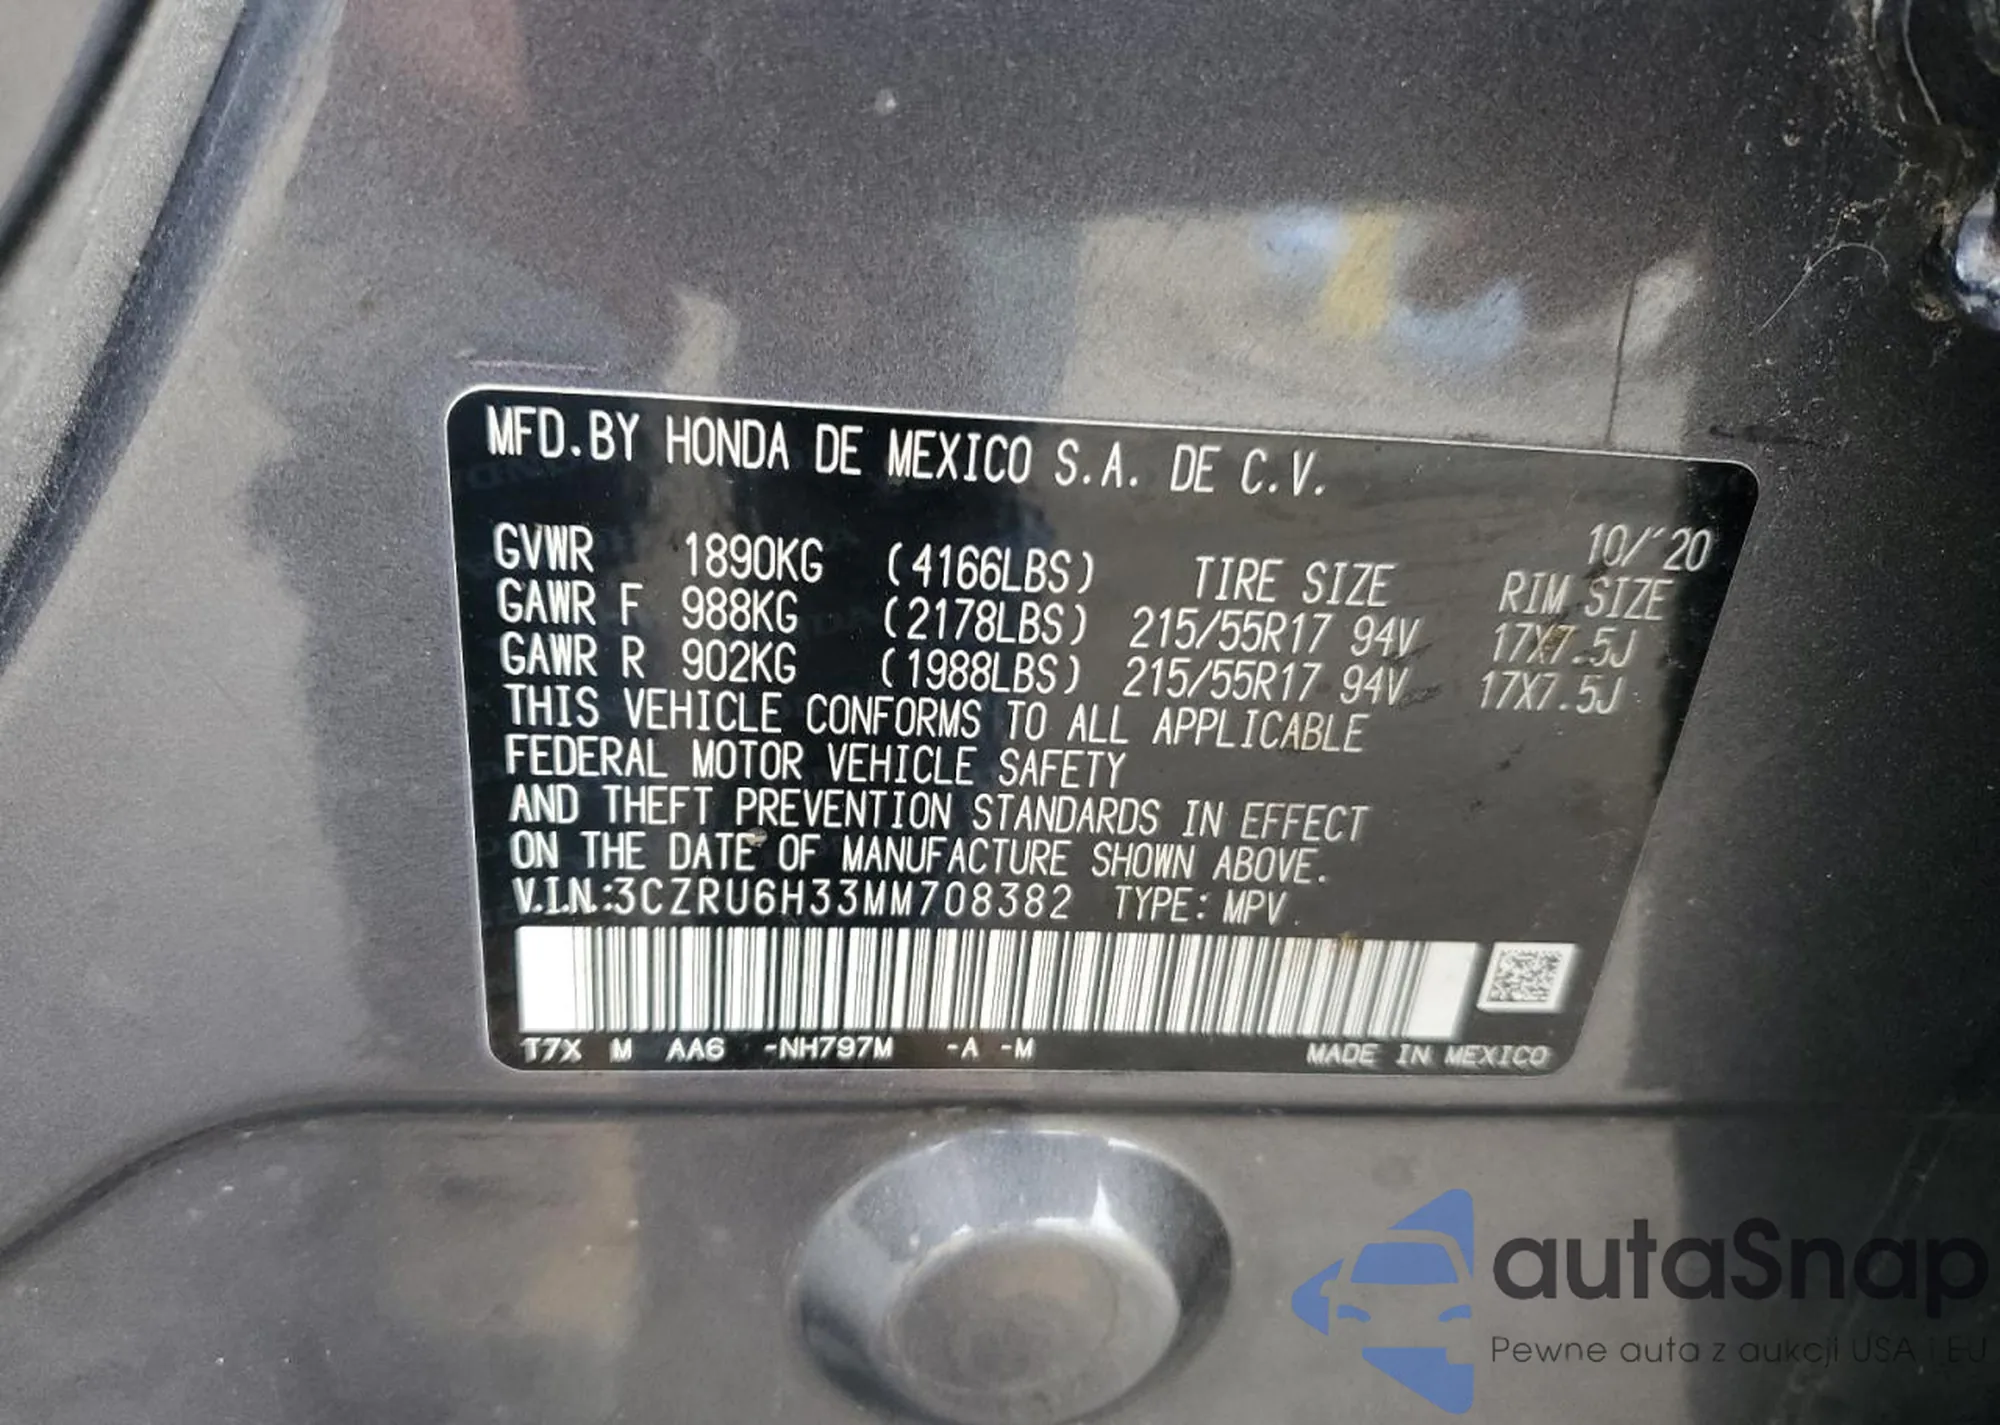 MFD.BY HONDA DE MEXICO S.A. DE C.V.
10/'20
GVWR 1890KG (4166LBS) TIRE SIZE RIM SIZE
GAWR F 988KG (2178LBS) 215/55R17 94V 17X7.5J
GAWR R 902KG (1988LBS) 215/55R17 94V 17X7.5J
THIS VEHICLE CONFORMS TO ALL APPLICABLE
FEDERAL MOTOR VEHICLE SAFETY
AND THEFT PREVENTION STANDARDS IN EFFECT
ON THE DATE OF MANUFACTURE SHOWN ABOVE.
V.I.N.:3CZRU6H33MM708382 TYPE: MPV
T7X M AA6 -NH797M -A -M MADE IN MEXICO
autaSnap
Pewne auta z aukcji USA i EU